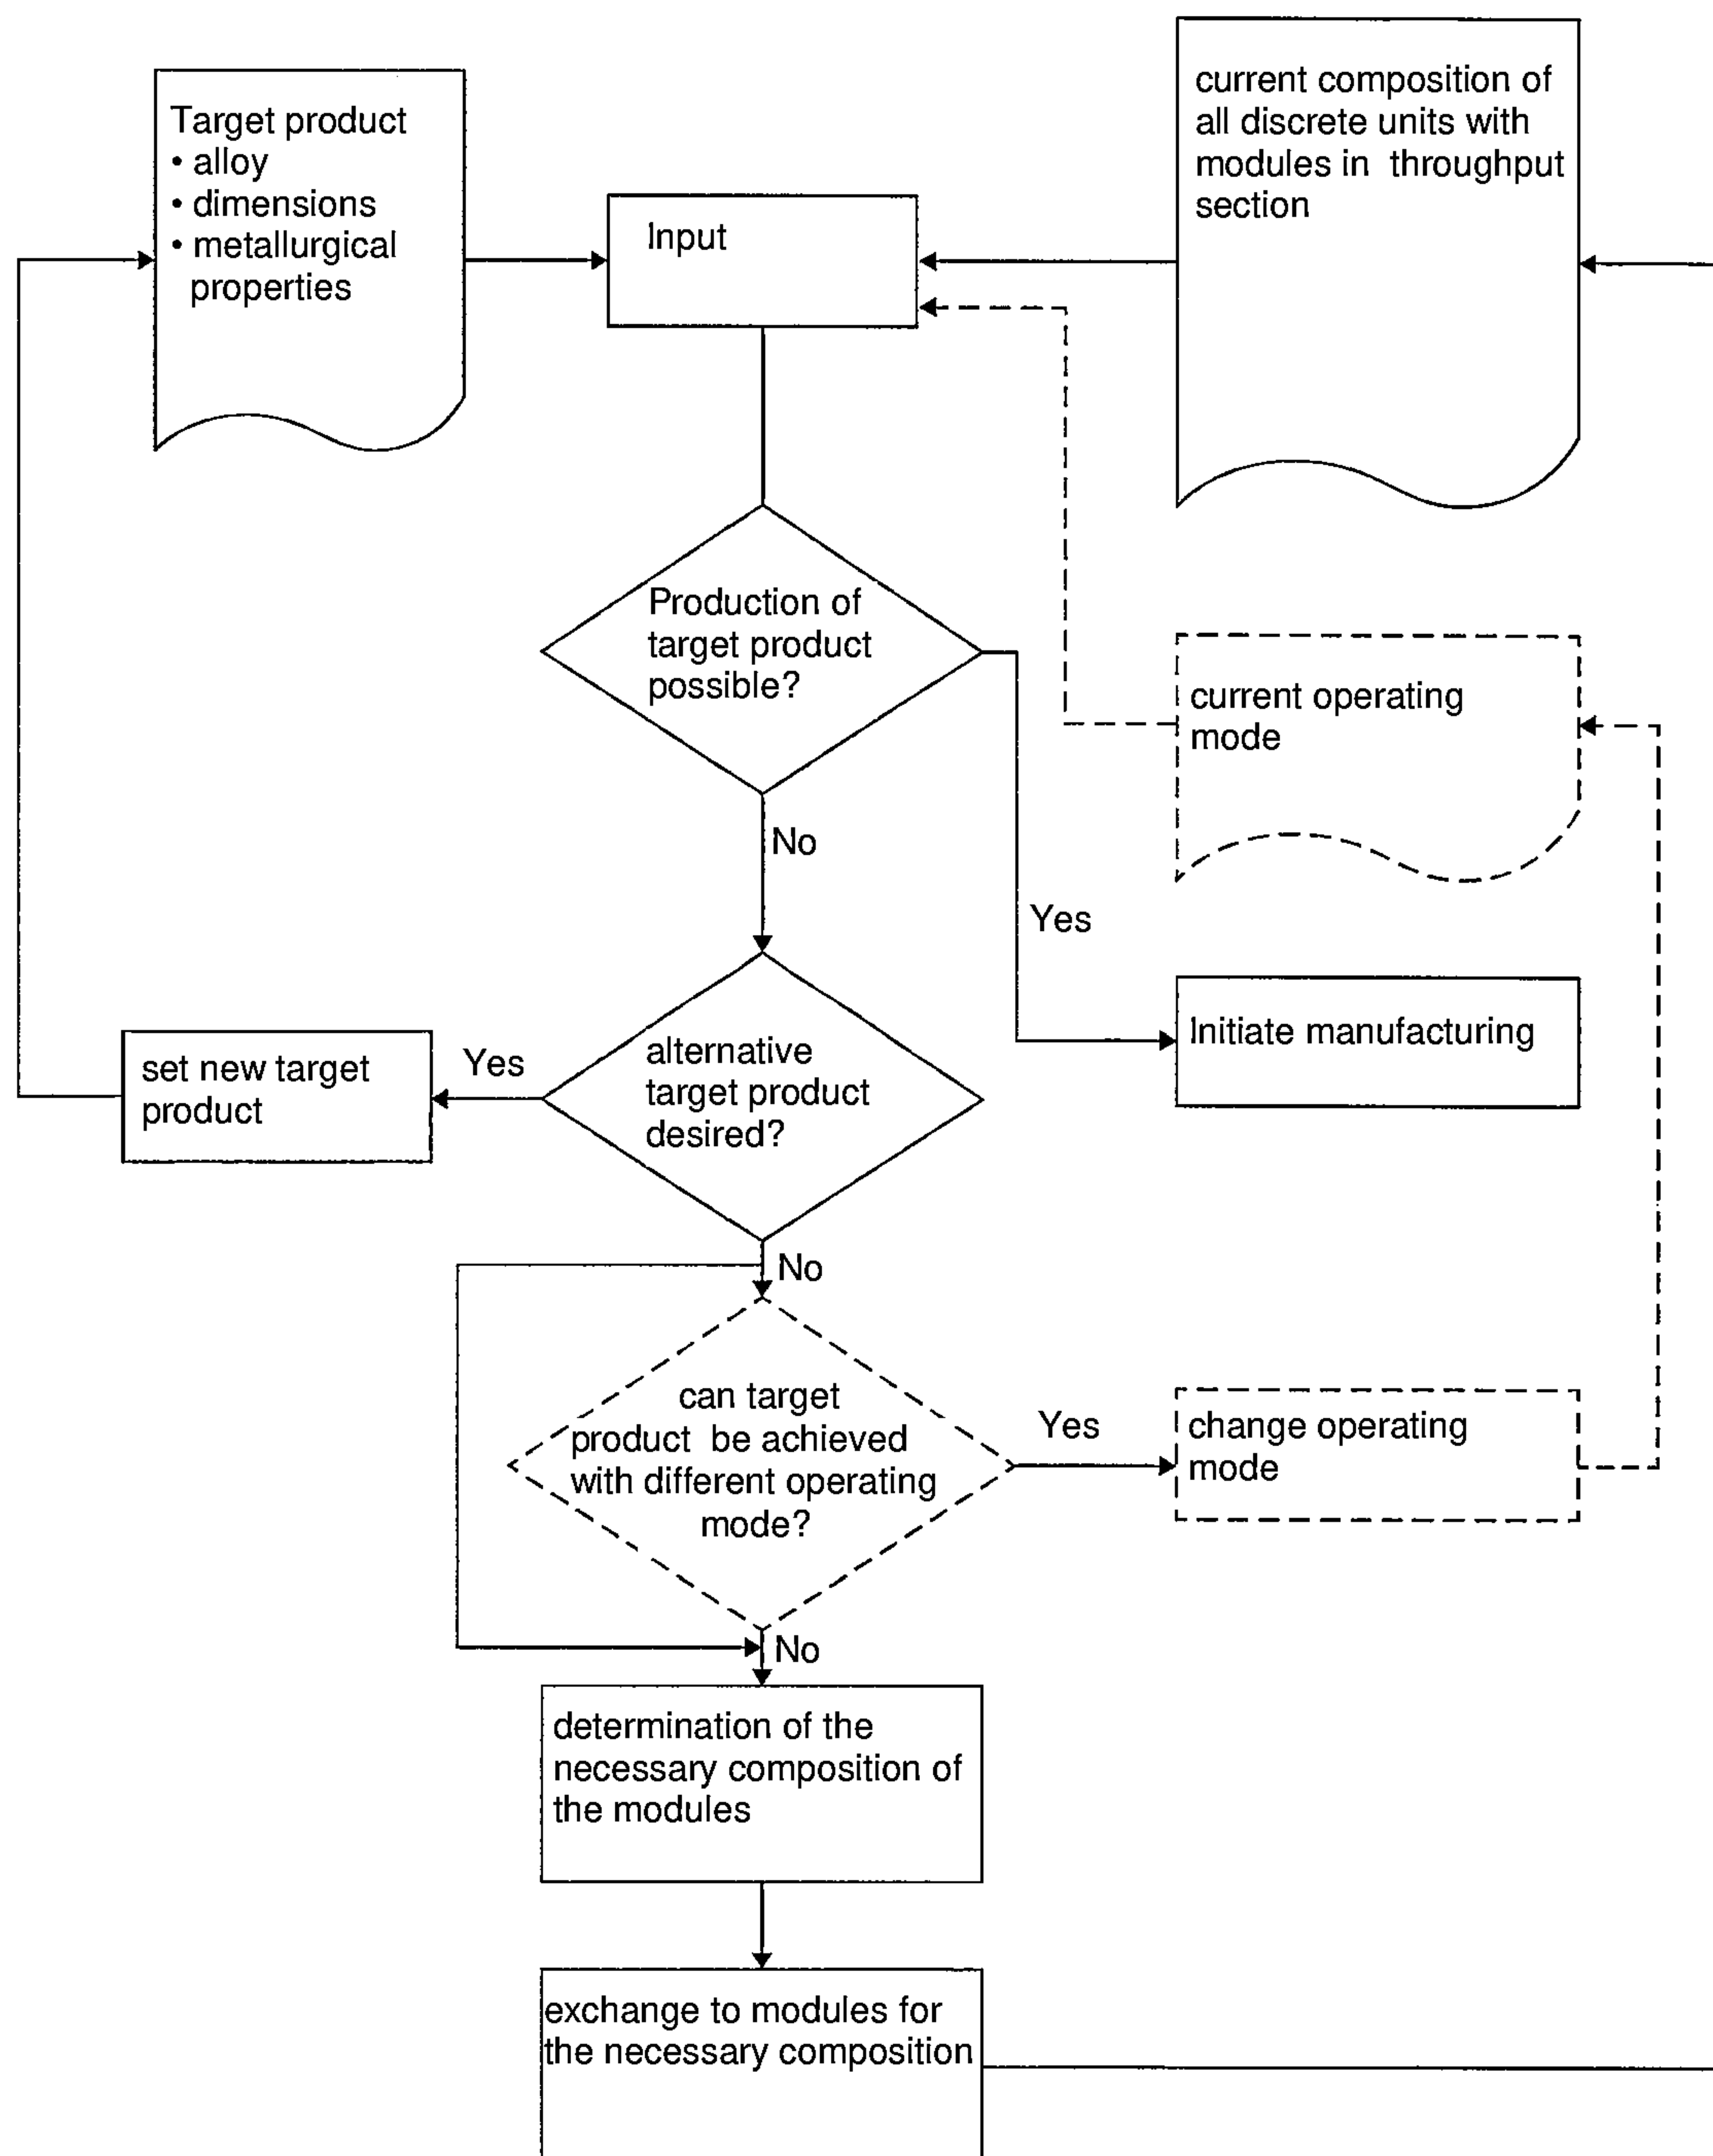 Target product
• alloy
• dimensions
• metallurgical
properties
Input
current composition of
all discrete units with
modules in throughput
section
Production of
target product
possible?
current operating
mode
No
Yes
Initiate manufacturing
set new target
product
Yes
alternative
target product
desired?
No
can target
product be achieved
with different operating
mode?
Yes
change operating
mode
No
determination of the
necessary composition of
the modules
exchange to modules for
the necessary composition